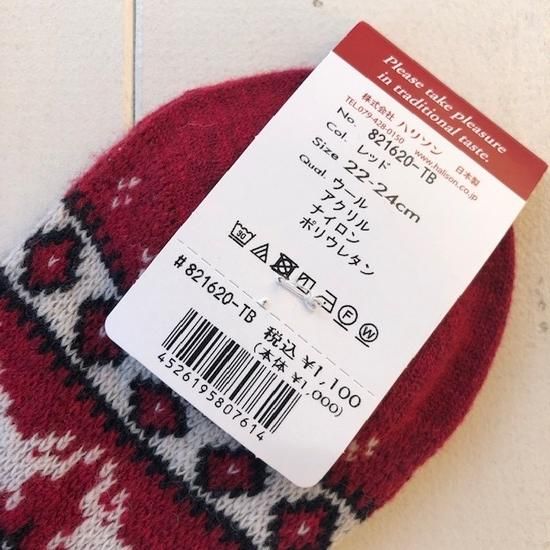 Please take pleasure
in traditional taste.
株式会社 ハリソン 日本製
TEL079-428-0150 www.halison.co.jp
No. 821620-TB
Col. レッド
Size 22-24cm
Qual. ウール
アクリル
ナイロン
ポリウレタン
#821620-TB
税込 ¥1,100
(本体 ¥1,000)
4526195807614